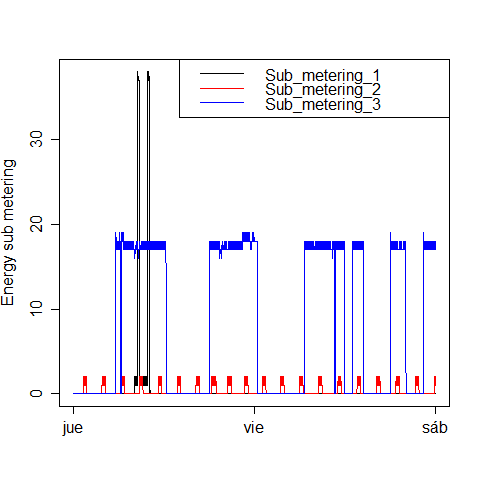 Sub_metering_1
Sub_metering_2
Sub_metering_3
Energy sub metering
30
20
10
0
jue vie sáb